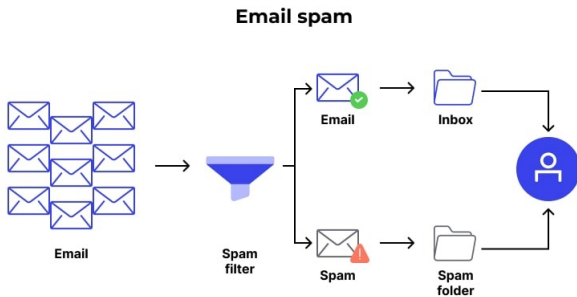 Email spam
Email
Inbox
Email
Spam
filter
Spam
Spam
folder